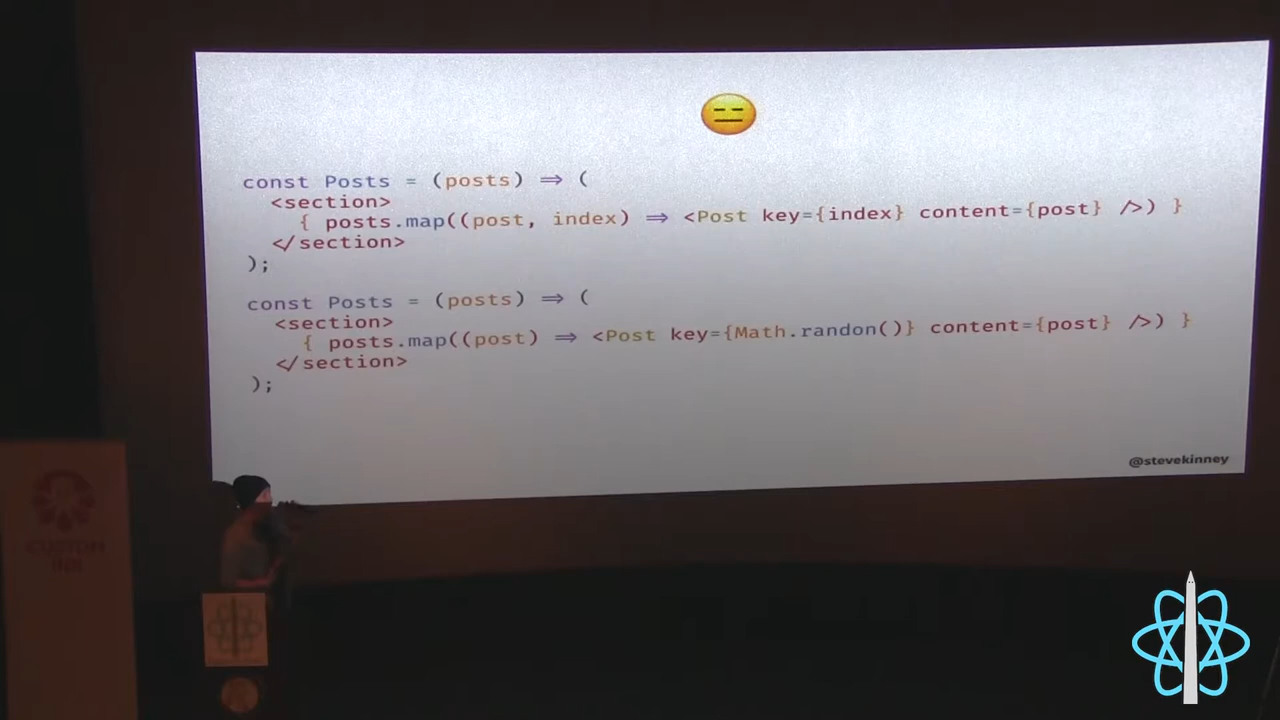 const Posts = (posts) => (
<section>
{ posts.map((post, index) => <Post key={index} content={post} />) }
</section>
);
const Posts = (posts) => (
<section>
{ posts.map((post) => <Post key={Math.randon()} content={post} />) }
</section>
);
@stevekinney